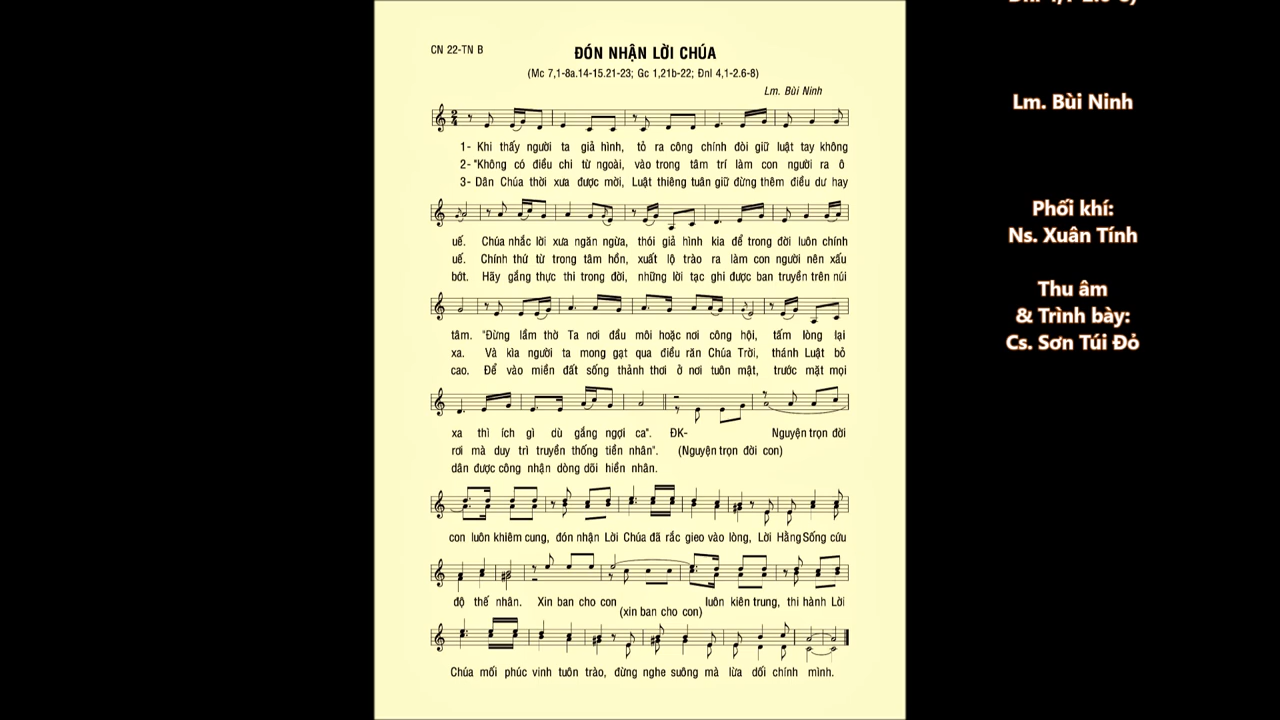 CN 22-TN B
ĐÓN NHẬN LỜI CHÚA
(Mc 7,1-8a.14-15.21-23; Gc 1,21b-22; Đnl 4,1-2.6-8)
Lm. Bùi Ninh
1- Khi thấy người ta giả hình, tỏ ra công chính đòi giữ luật tay không
2- "Không có điều chi từ ngoài, vào trong tâm trí làm con người ra ô
3- Dân Chúa thời xưa được mời, Luật thiêng tuân giữ đừng thêm điều dư hay
uế. Chúa nhắc lời xưa ngăn ngừa, thói giả hình kia để trong đời luôn chính
uế. Chính thứ từ trong tâm hồn, xuất lộ trào ra làm con người nên xấu
bớt. Hãy gắng thực thi trong đời, những lời tạc ghi được ban truyền trên núi
tâm. "Đừng lầm thờ Ta nơi đầu môi hoặc nơi công hội, tấm lòng lại
xa. Và kìa người ta mong gạt qua điều răn Chúa Trời, thánh Luật bỏ
cao. Để vào miền đất sống thảnh thơi ở nơi tuôn mật, trước mặt mọi
xa thì ích gì dù gắng ngợi ca". ĐK- Nguyện trọn đời
rơi mà duy trì truyền thống tiền nhân". (Nguyện trọn đời con)
dân được công nhận dòng dõi hiền nhân.
con luôn khiêm cung, đón nhận Lời Chúa đã rắc gieo vào lòng, Lời Hằng Sống cứu
độ thế nhân. Xin ban cho con luôn kiên trung, thi hành Lời
(xin ban cho con)
Chúa mối phúc vinh tuôn trào, đừng nghe suông mà lừa dối chính mình.
Lm. Bùi Ninh
Phối khí:
Ns. Xuân Tính
Thu âm
& Trình bày:
Cs. Sơn Túi Đỏ